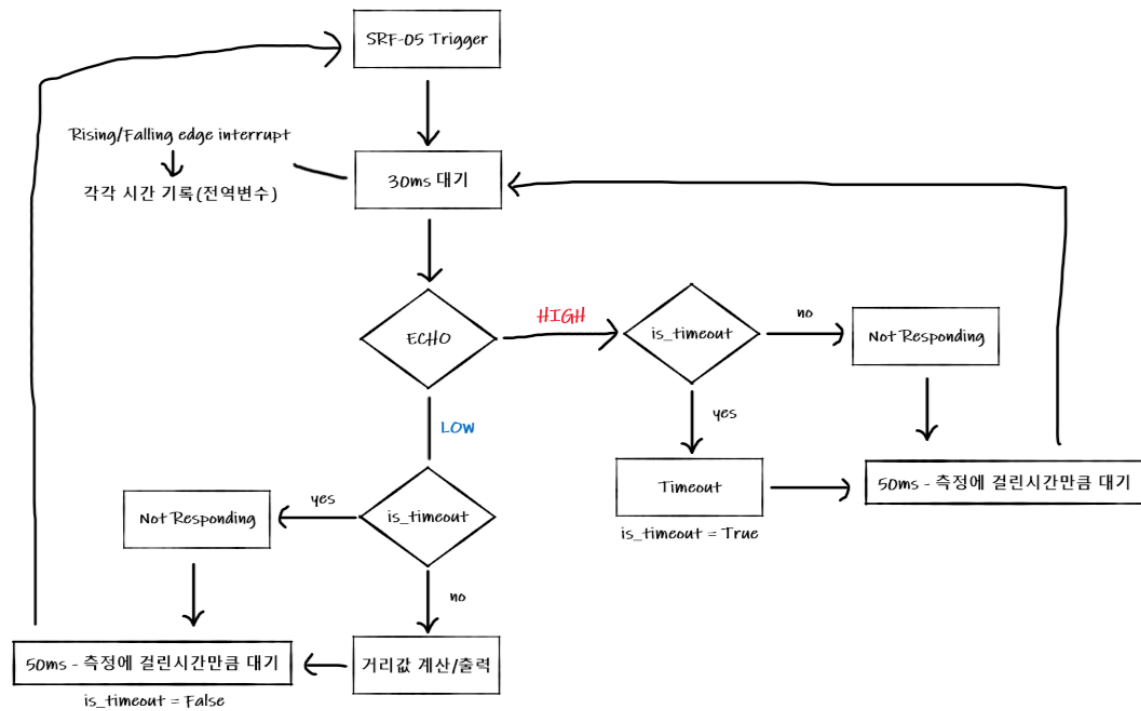 SRF-05 Trigger
Rising/Falling edge interrupt
각각 시간 기록(전역변수)
30ms 대기
ECHO
HIGH
is_timeout
no
Not Responding
yes
LOW
Timeout
is_timeout = True
50ms - 측정에 걸린시간만큼 대기
Not Responding
yes
is_timeout
no
50ms - 측정에 걸린시간만큼 대기
is_timeout = False
거리값 계산/출력